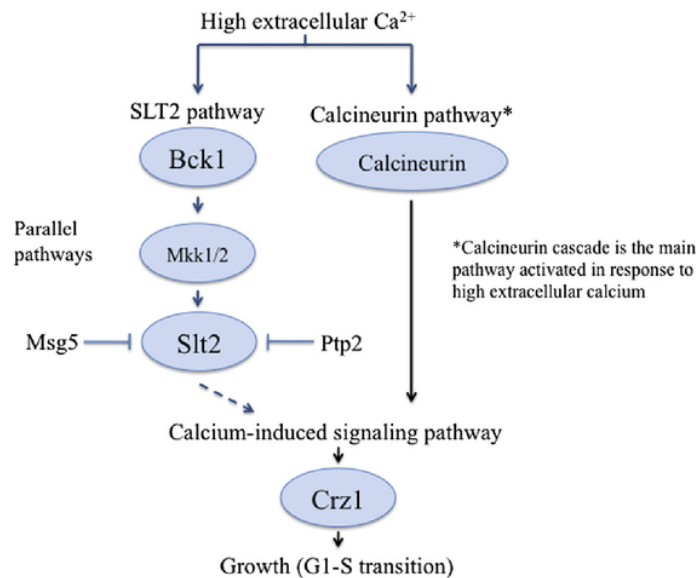 High extracellular Ca²⁺
SLT2 pathway
Calcineurin pathway*
Bck1
Calcineurin
Parallel
pathways
Mkk1/2
*Calcineurin cascade is the main
pathway activated in response to
high extracellular calcium
Msg5
Slt2
Ptp2
Calcium-induced signaling pathway
Crz1
Growth (G1-S transition)